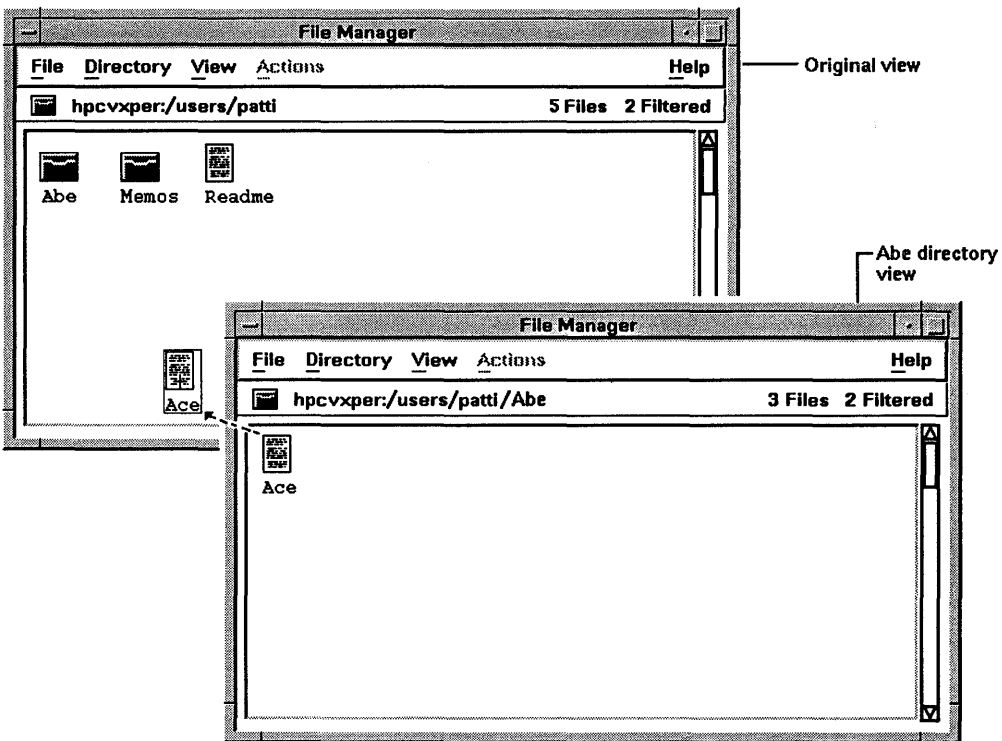 File Manager
File Directory View Actions Help
hpcvxper:/users/patti 5 Files 2 Filtered
Abe Memos Readme
Ace
Original view
Abe directory
view
File Manager
File Directory View Actions Help
hpcvxper:/users/patti/Abe 3 Files 2 Filtered
Ace